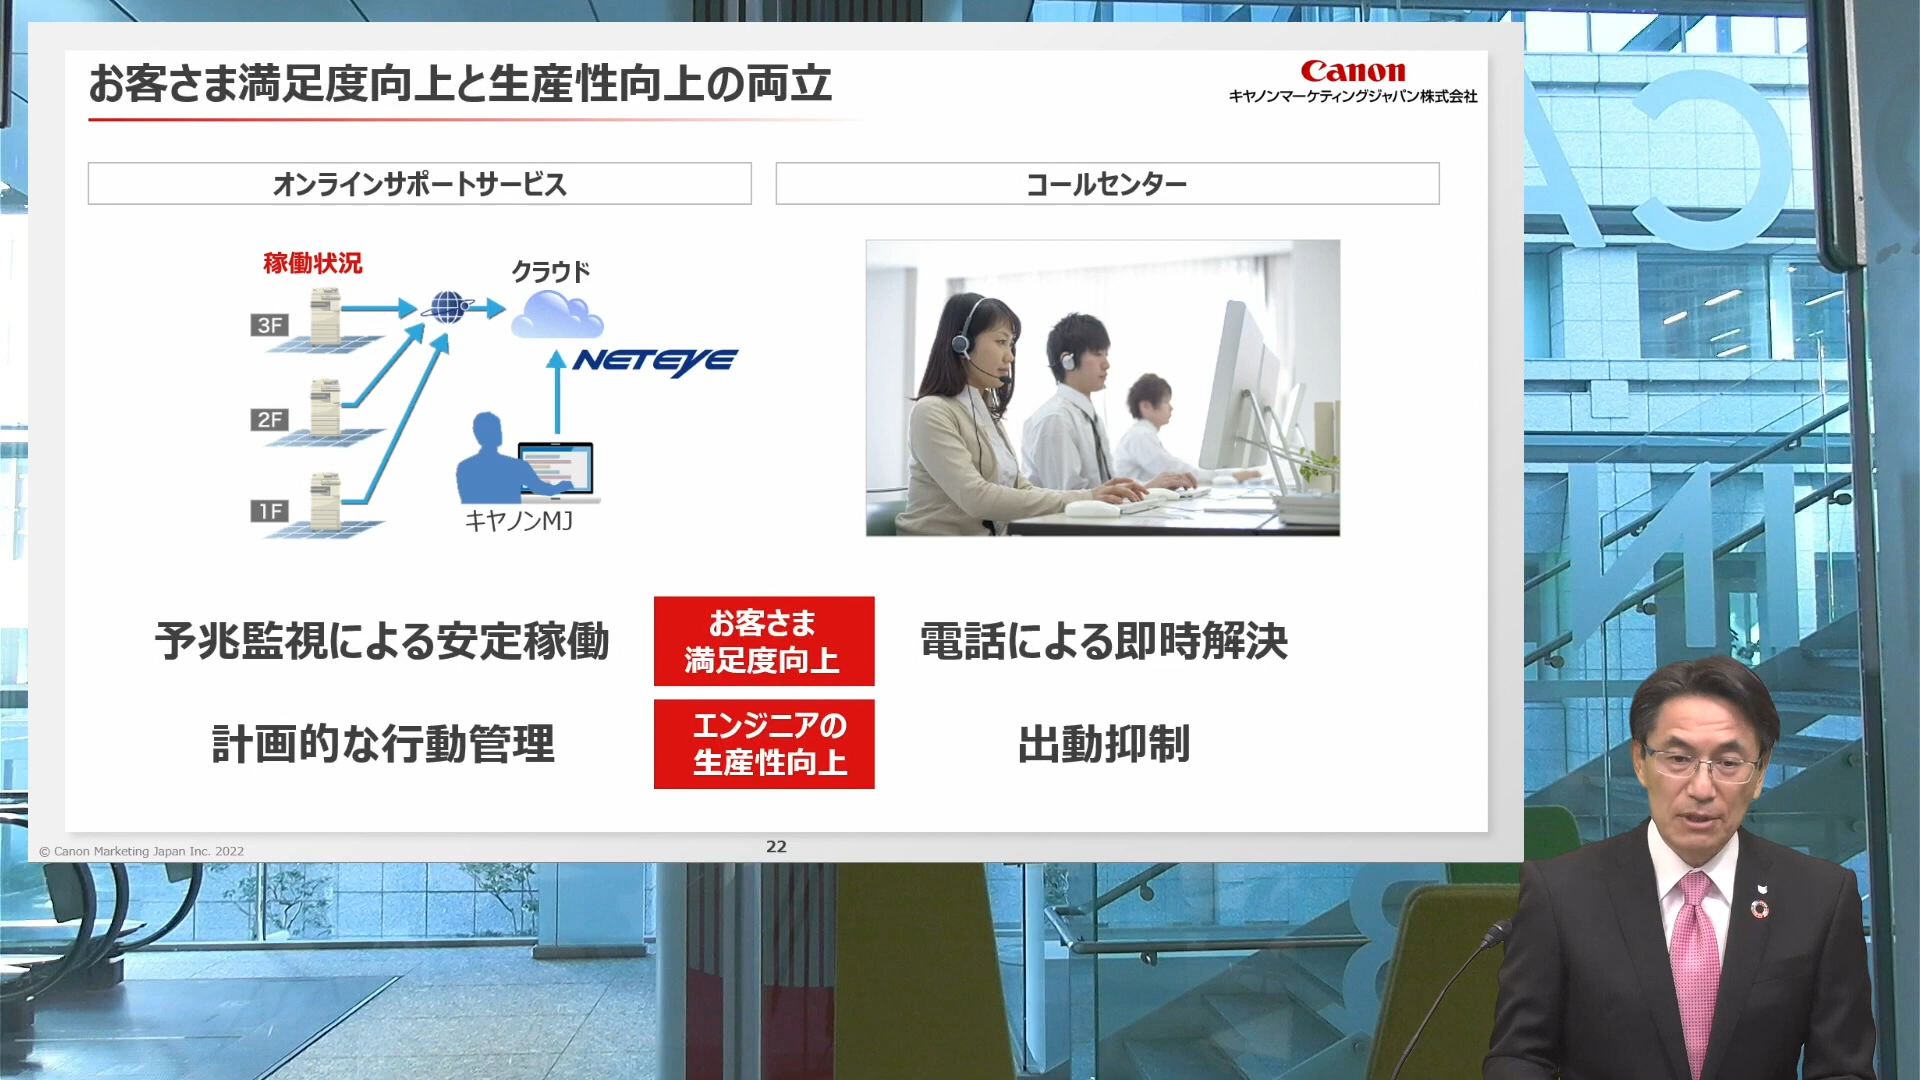 お客さま満足度向上と生産性向上の両立
Canon
キヤノンマーケティングジャパン株式会社
オンラインサポートサービス
コールセンター
稼働状況
クラウド
3F
NETEYE
2F
1F
キヤノンMJ
予兆監視による安定稼働
お客さま
満足度向上
電話による即時解決
計画的な行動管理
エンジニアの
生産性向上
出動抑制
© Canon Marketing Japan Inc. 2022
22